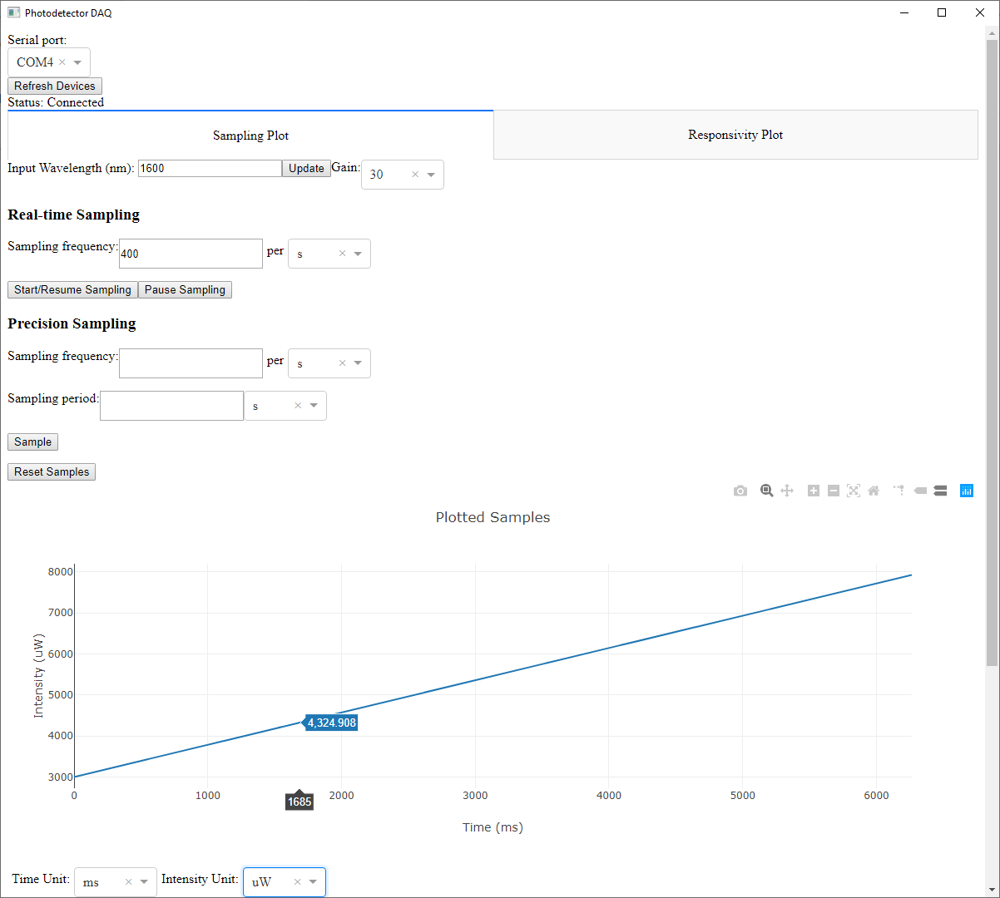 Photodetector DAQ
Serial port:
COM4
Refresh Devices
Status: Connected
Sampling Plot
Responsivity Plot
Input Wavelength (nm): 1600 Update Gain: 30
Real-time Sampling
Sampling frequency: 400 per s
Start/Resume Sampling Pause Sampling
Precision Sampling
Sampling frequency: per s
Sampling period: s
Sample
Reset Samples
Plotted Samples
8000
7000
6000
5000
4000
3000
Intensity (uW)
4,324.908
0 1000 2000 3000 4000 5000 6000
1685
Time (ms)
Time Unit: ms Intensity Unit: uW